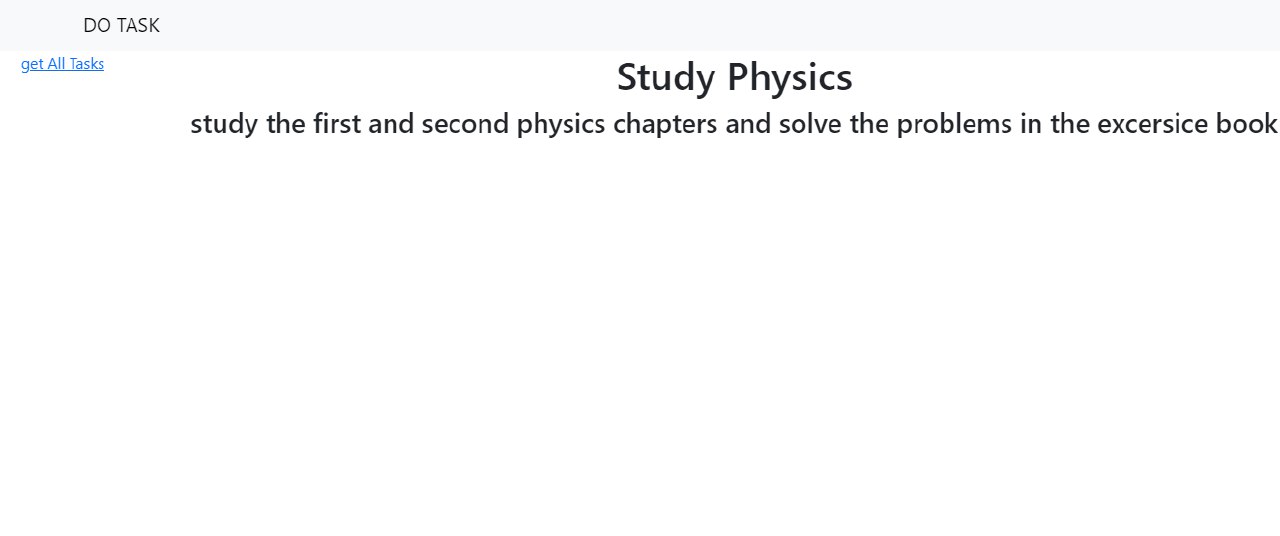 DO TASK
get All Tasks
Study Physics
study the first and second physics chapters and solve the problems in the excersice book